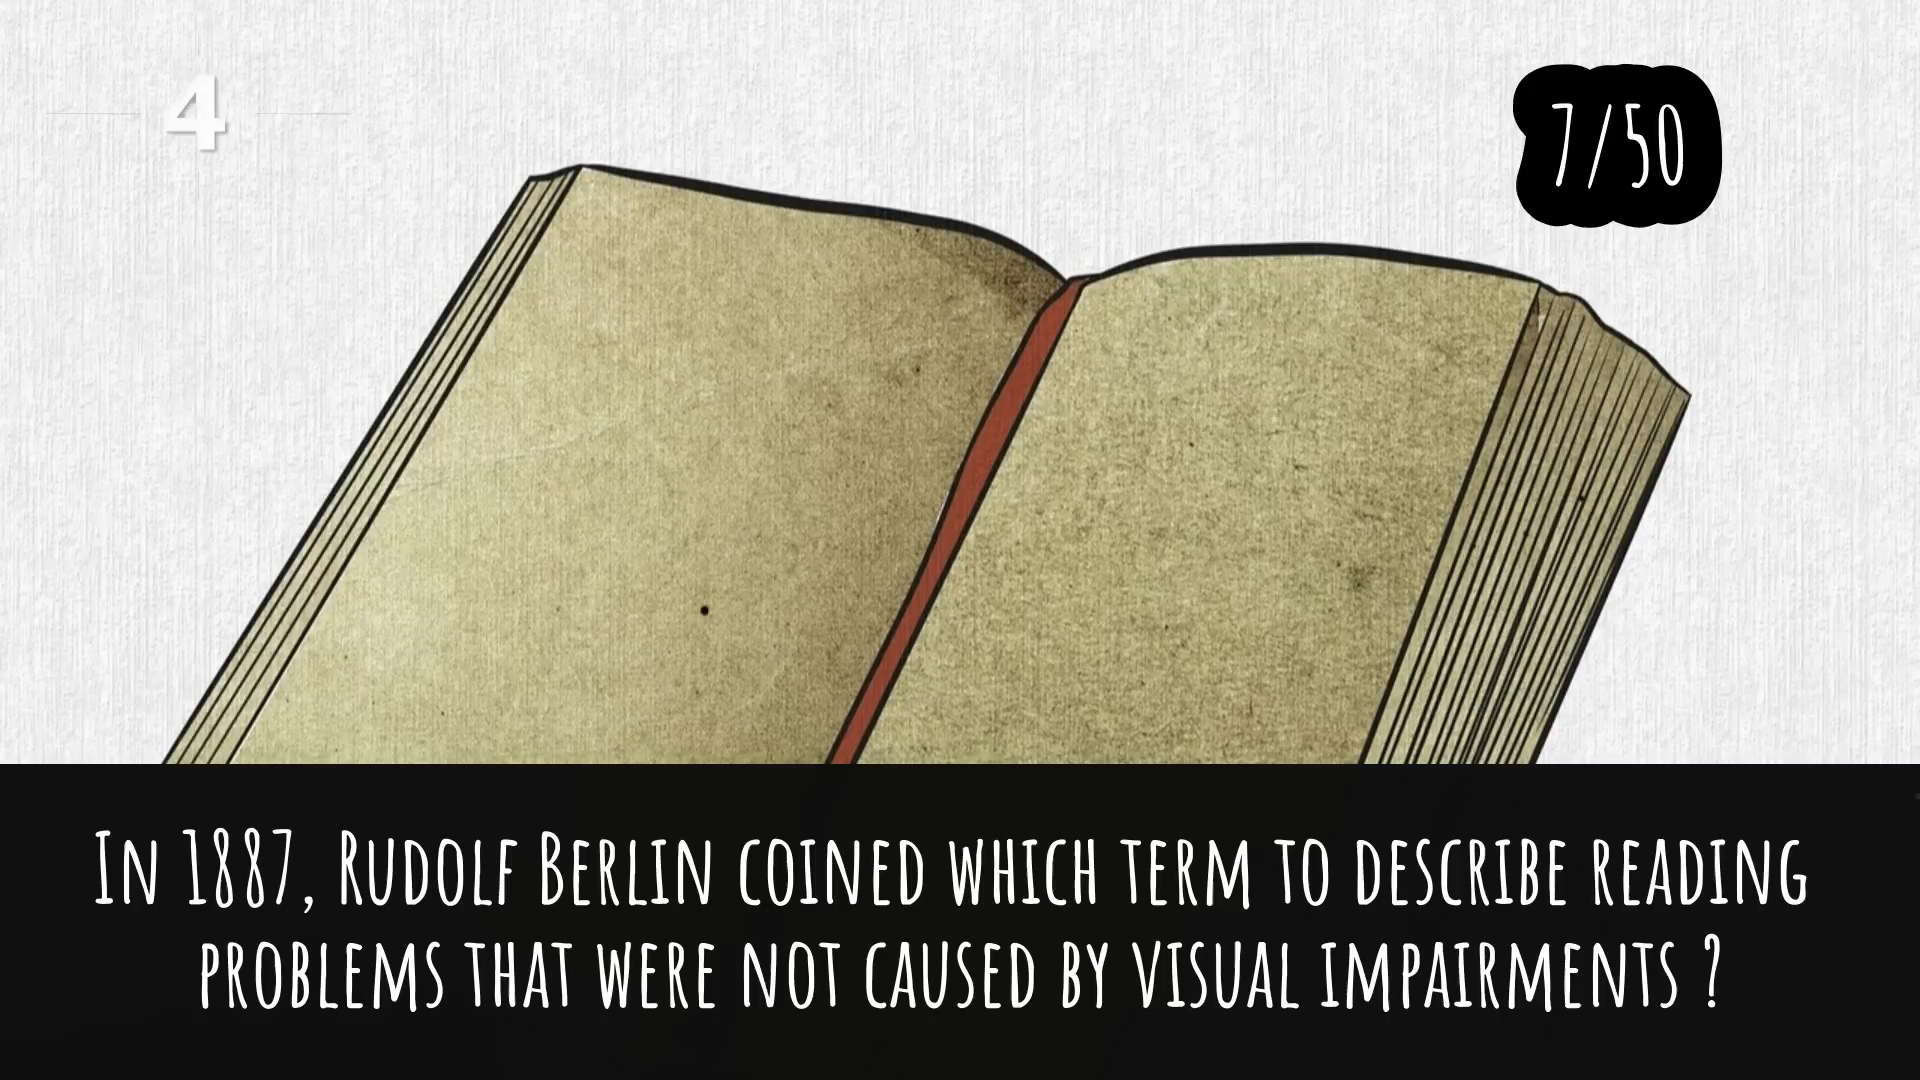 4
7/50
In 1887, Rudolf Berlin coined which term to describe reading
problems that were not caused by visual impairments ?